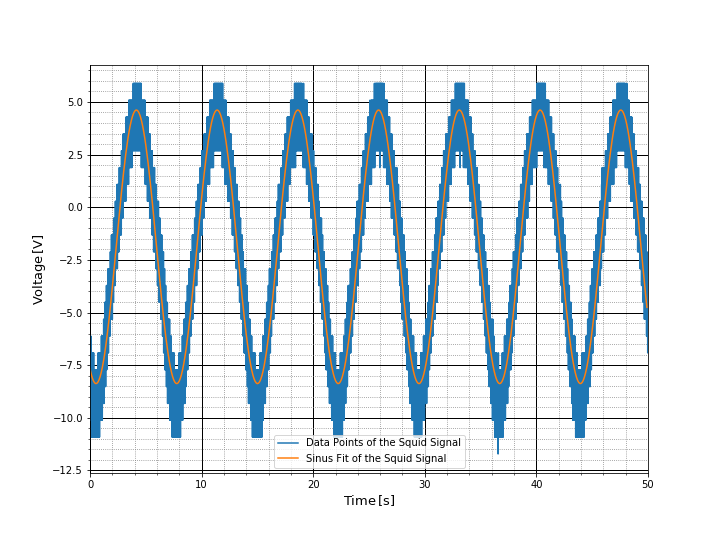 5.0
2.5
0.0
−2.5
−5.0
−7.5
−10.0
−12.5
Voltage [V]
0 10 20 30 40 50
Time [s]
Data Points of the Squid Signal
Sinus Fit of the Squid Signal